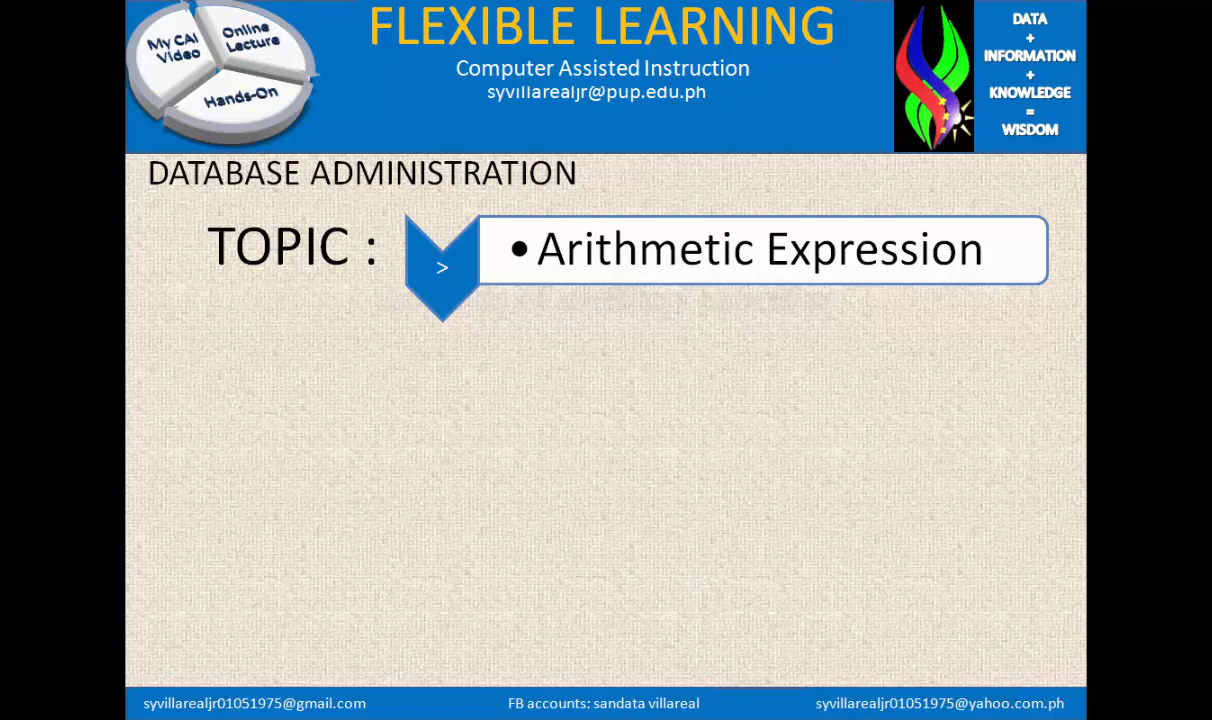 My CAI
Video
Online
Lecture
Hands-On
FLEXIBLE LEARNING
Computer Assisted Instruction
syvillarealjr@pup.edu.ph
DATA
+
INFORMATION
+
KNOWLEDGE
=
WISDOM
DATABASE ADMINISTRATION
TOPIC :
>
• Arithmetic Expression
syvillarealjr01051975@gmail.com
FB accounts: sandata villareal
syvillarealjr01051975@yahoo.com.ph